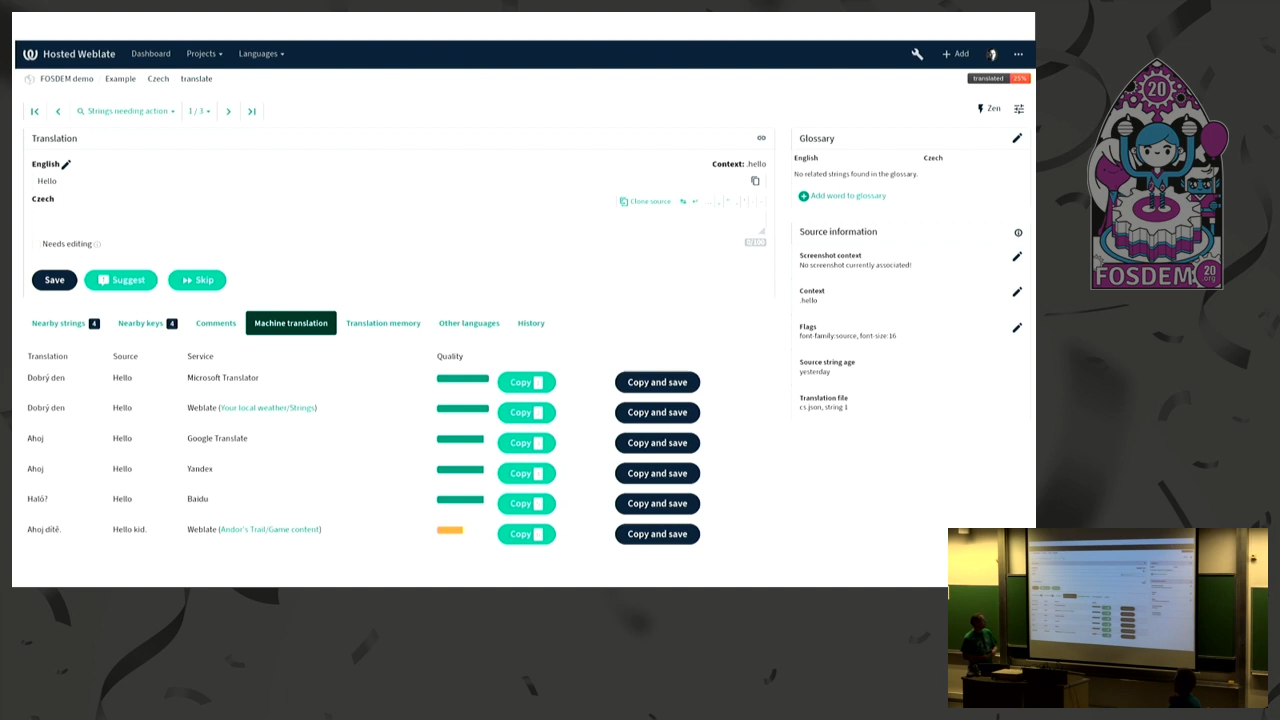 Hosted Weblate Dashboard Projects Languages Add
FOSDEM demo Example Czech translate translated 25%
Strings needing action 1 / 3 Zen
Translation
English Context: .hello
Hello
Czech Clone source
Needs editing 0/100
Save Suggest Skip
Nearby strings 4 Nearby keys 4 Comments Machine translation Translation memory Other languages History
Translation Source Service Quality
Dobrý den Hello Microsoft Translator Copy Copy and save
Dobrý den Hello Weblate (Your local weather/Strings) Copy Copy and save
Ahoj Hello Google Translate Copy Copy and save
Ahoj Hello Yandex Copy Copy and save
Haló? Hello Baidu Copy Copy and save
Ahoj dítě. Hello kid. Weblate (Andor's Trail/Game content) Copy Copy and save
Glossary
English Czech
No related strings found in the glossary.
Add word to glossary
Source information
Screenshot context
No screenshot currently associated!
Context
.hello
Flags
font-family:source, font-size:16
Source string age
yesterday
Translation file
cs.json, string 1
20
FOSDEM 20
.org